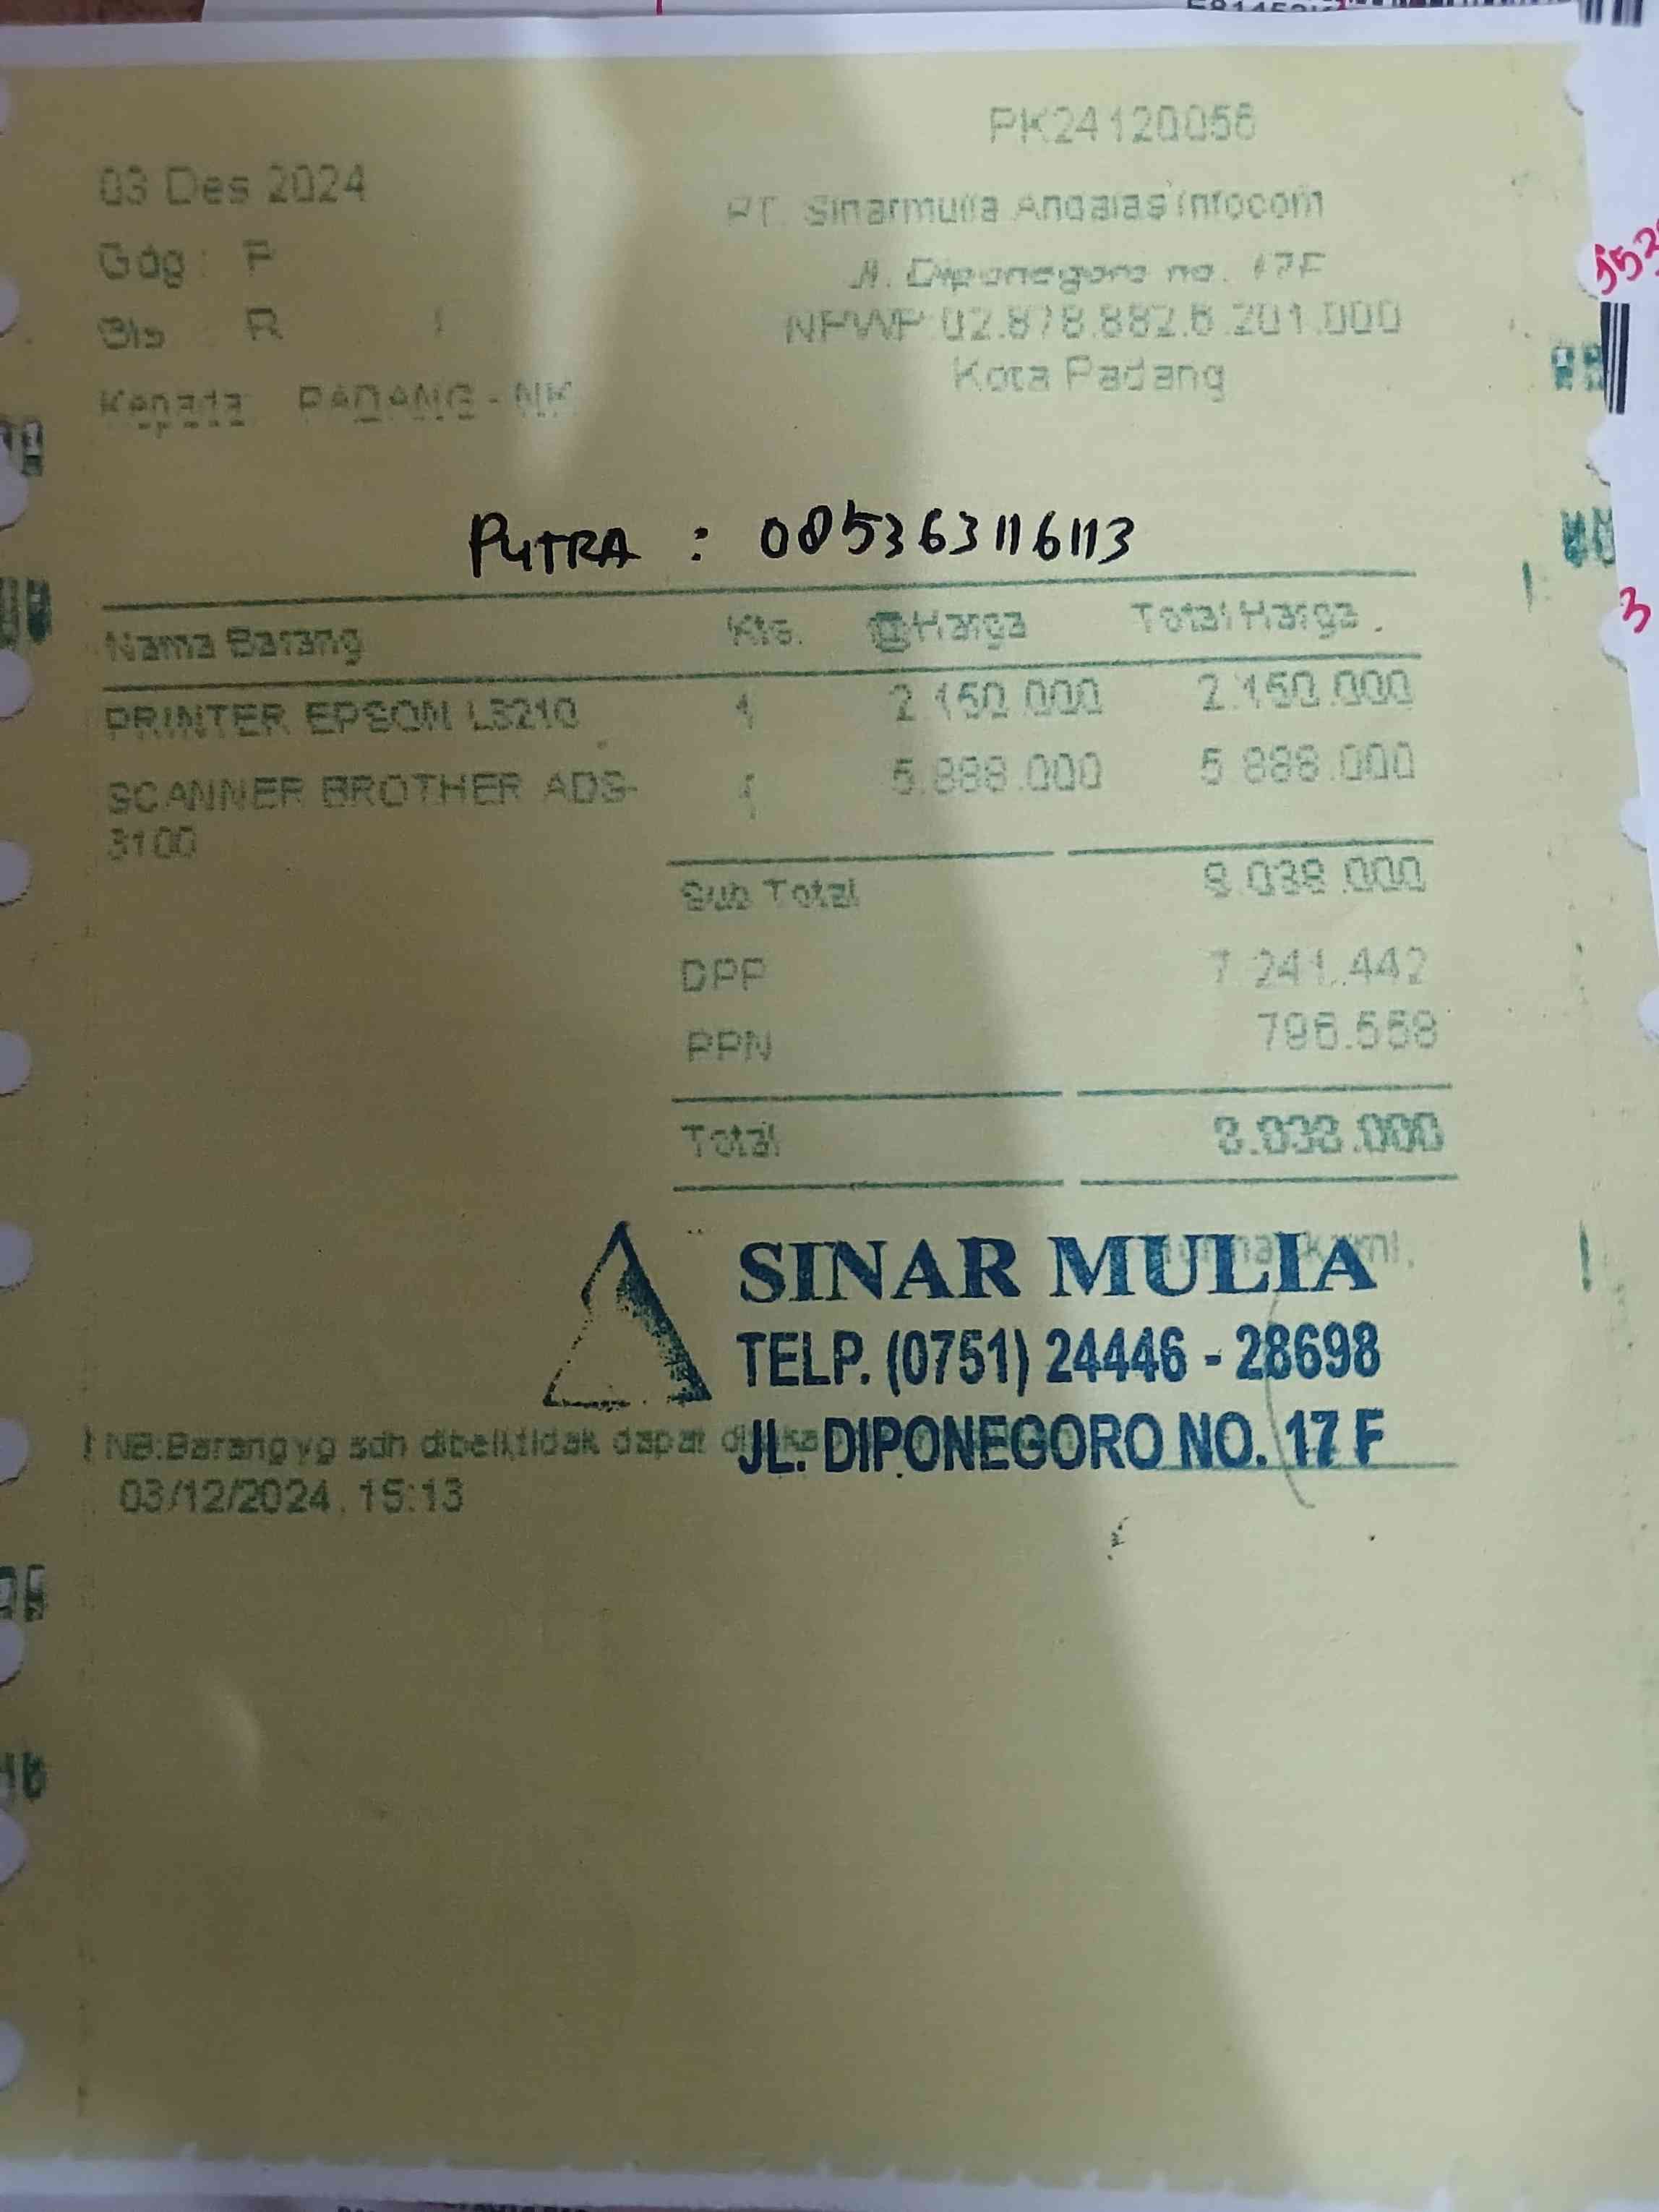 PK24120056
03 Des 2024
PT. Sinarmulia Andalas Infocom
Gdg : P
Jl. Diponegoro no. 17F
Sls : R 1
NPWP 02.878.882.6.201.000
Kota Padang
Kepada PADANG - NK
PUTRA : 085363116113
Nama Barang Kts. @Harga Total Harga
PRINTER EPSON L3210 1 2.150.000 2.150.000
SCANNER BROTHER ADS- 1 5.888.000 5.888.000
3100
Sub Total 8.038.000
DPP 7.241.442
PPN 796.558
Total 8.038.000
SINAR MULIA
TELP. (0751) 24446 - 28698
JL. DIPONEGORO NO. 17 F
NB:Barang yg sdh dibeli,tidak dapat
03/12/2024, 15:13